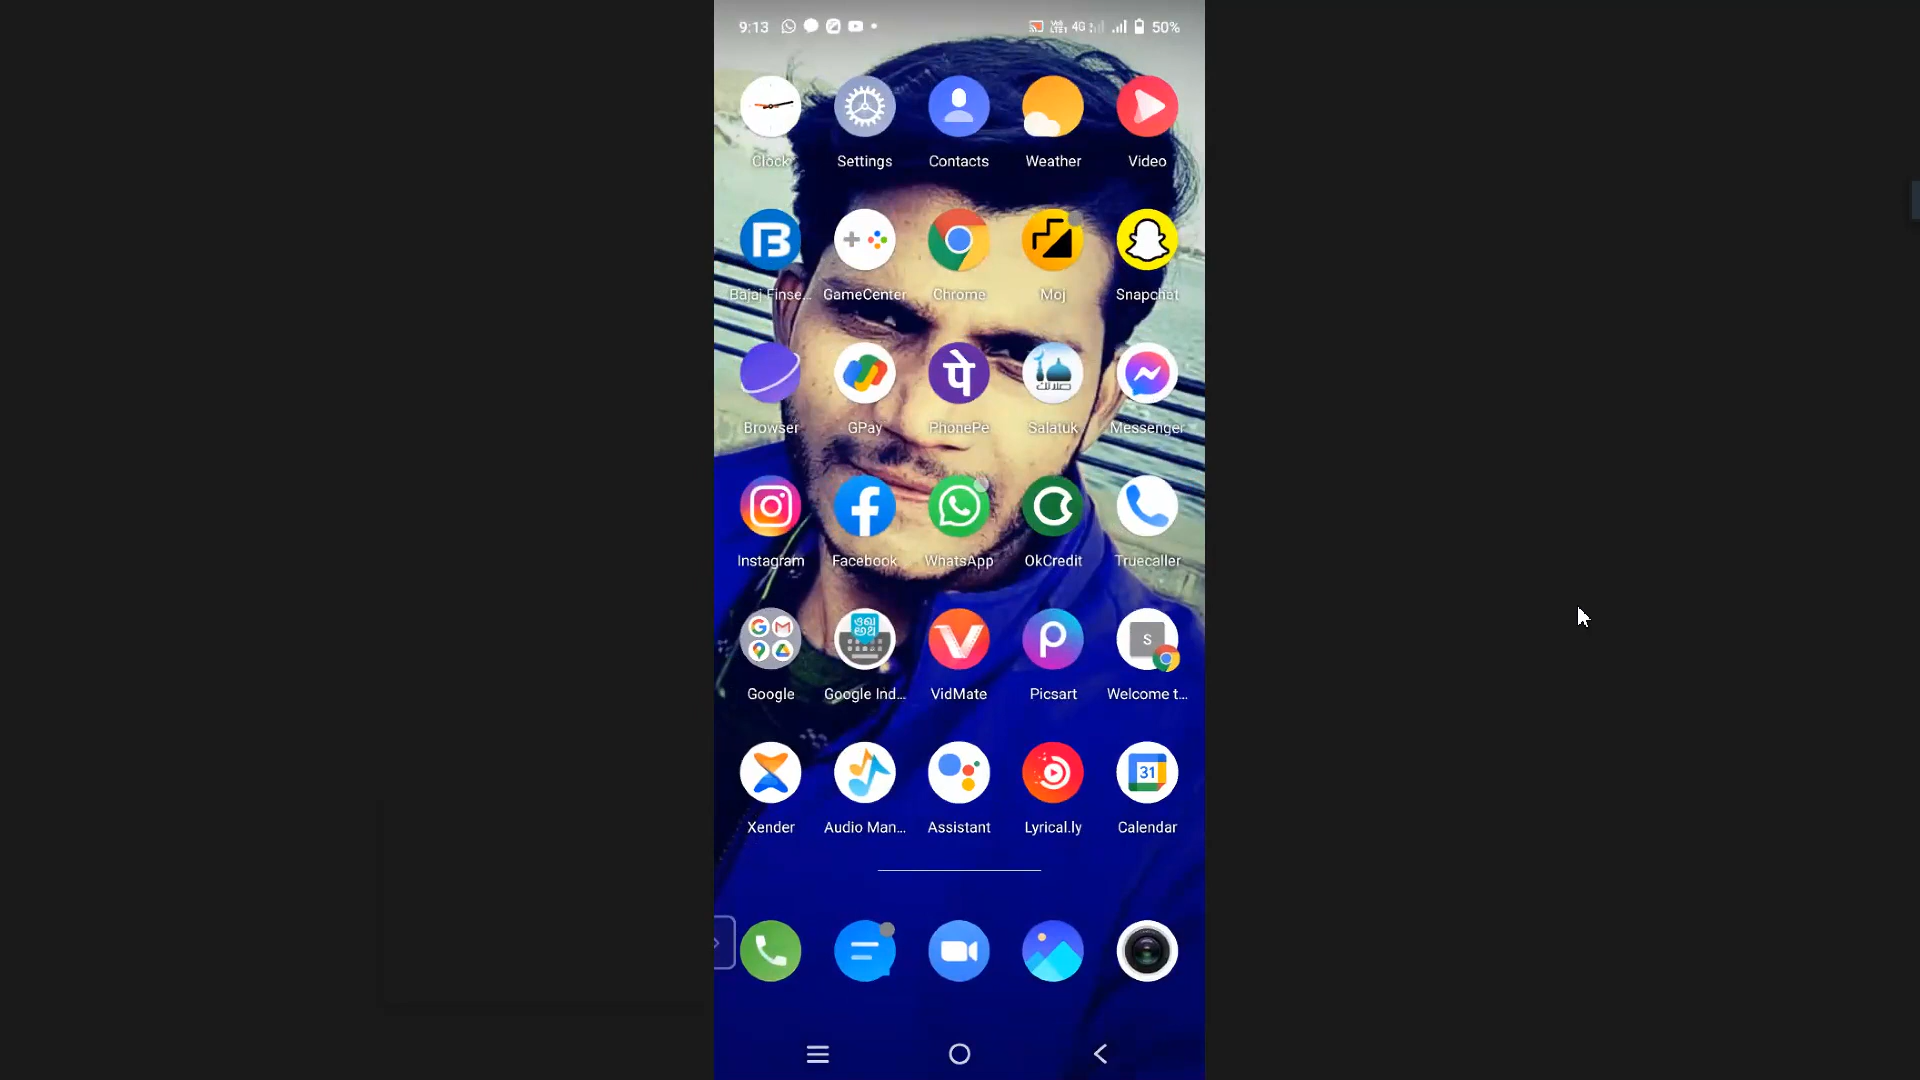 9:13 4G 50%
Clock Settings Contacts Weather Video
Bajaj Finse... GameCenter Chrome Moj Snapchat
पे
Browser GPay PhonePe Salatuk Messenger
Instagram Facebook WhatsApp OkCredit Truecaller
S
Google Google Ind... VidMate Picsart Welcome t...
31
Xender Audio Man... Assistant Lyrical.ly Calendar